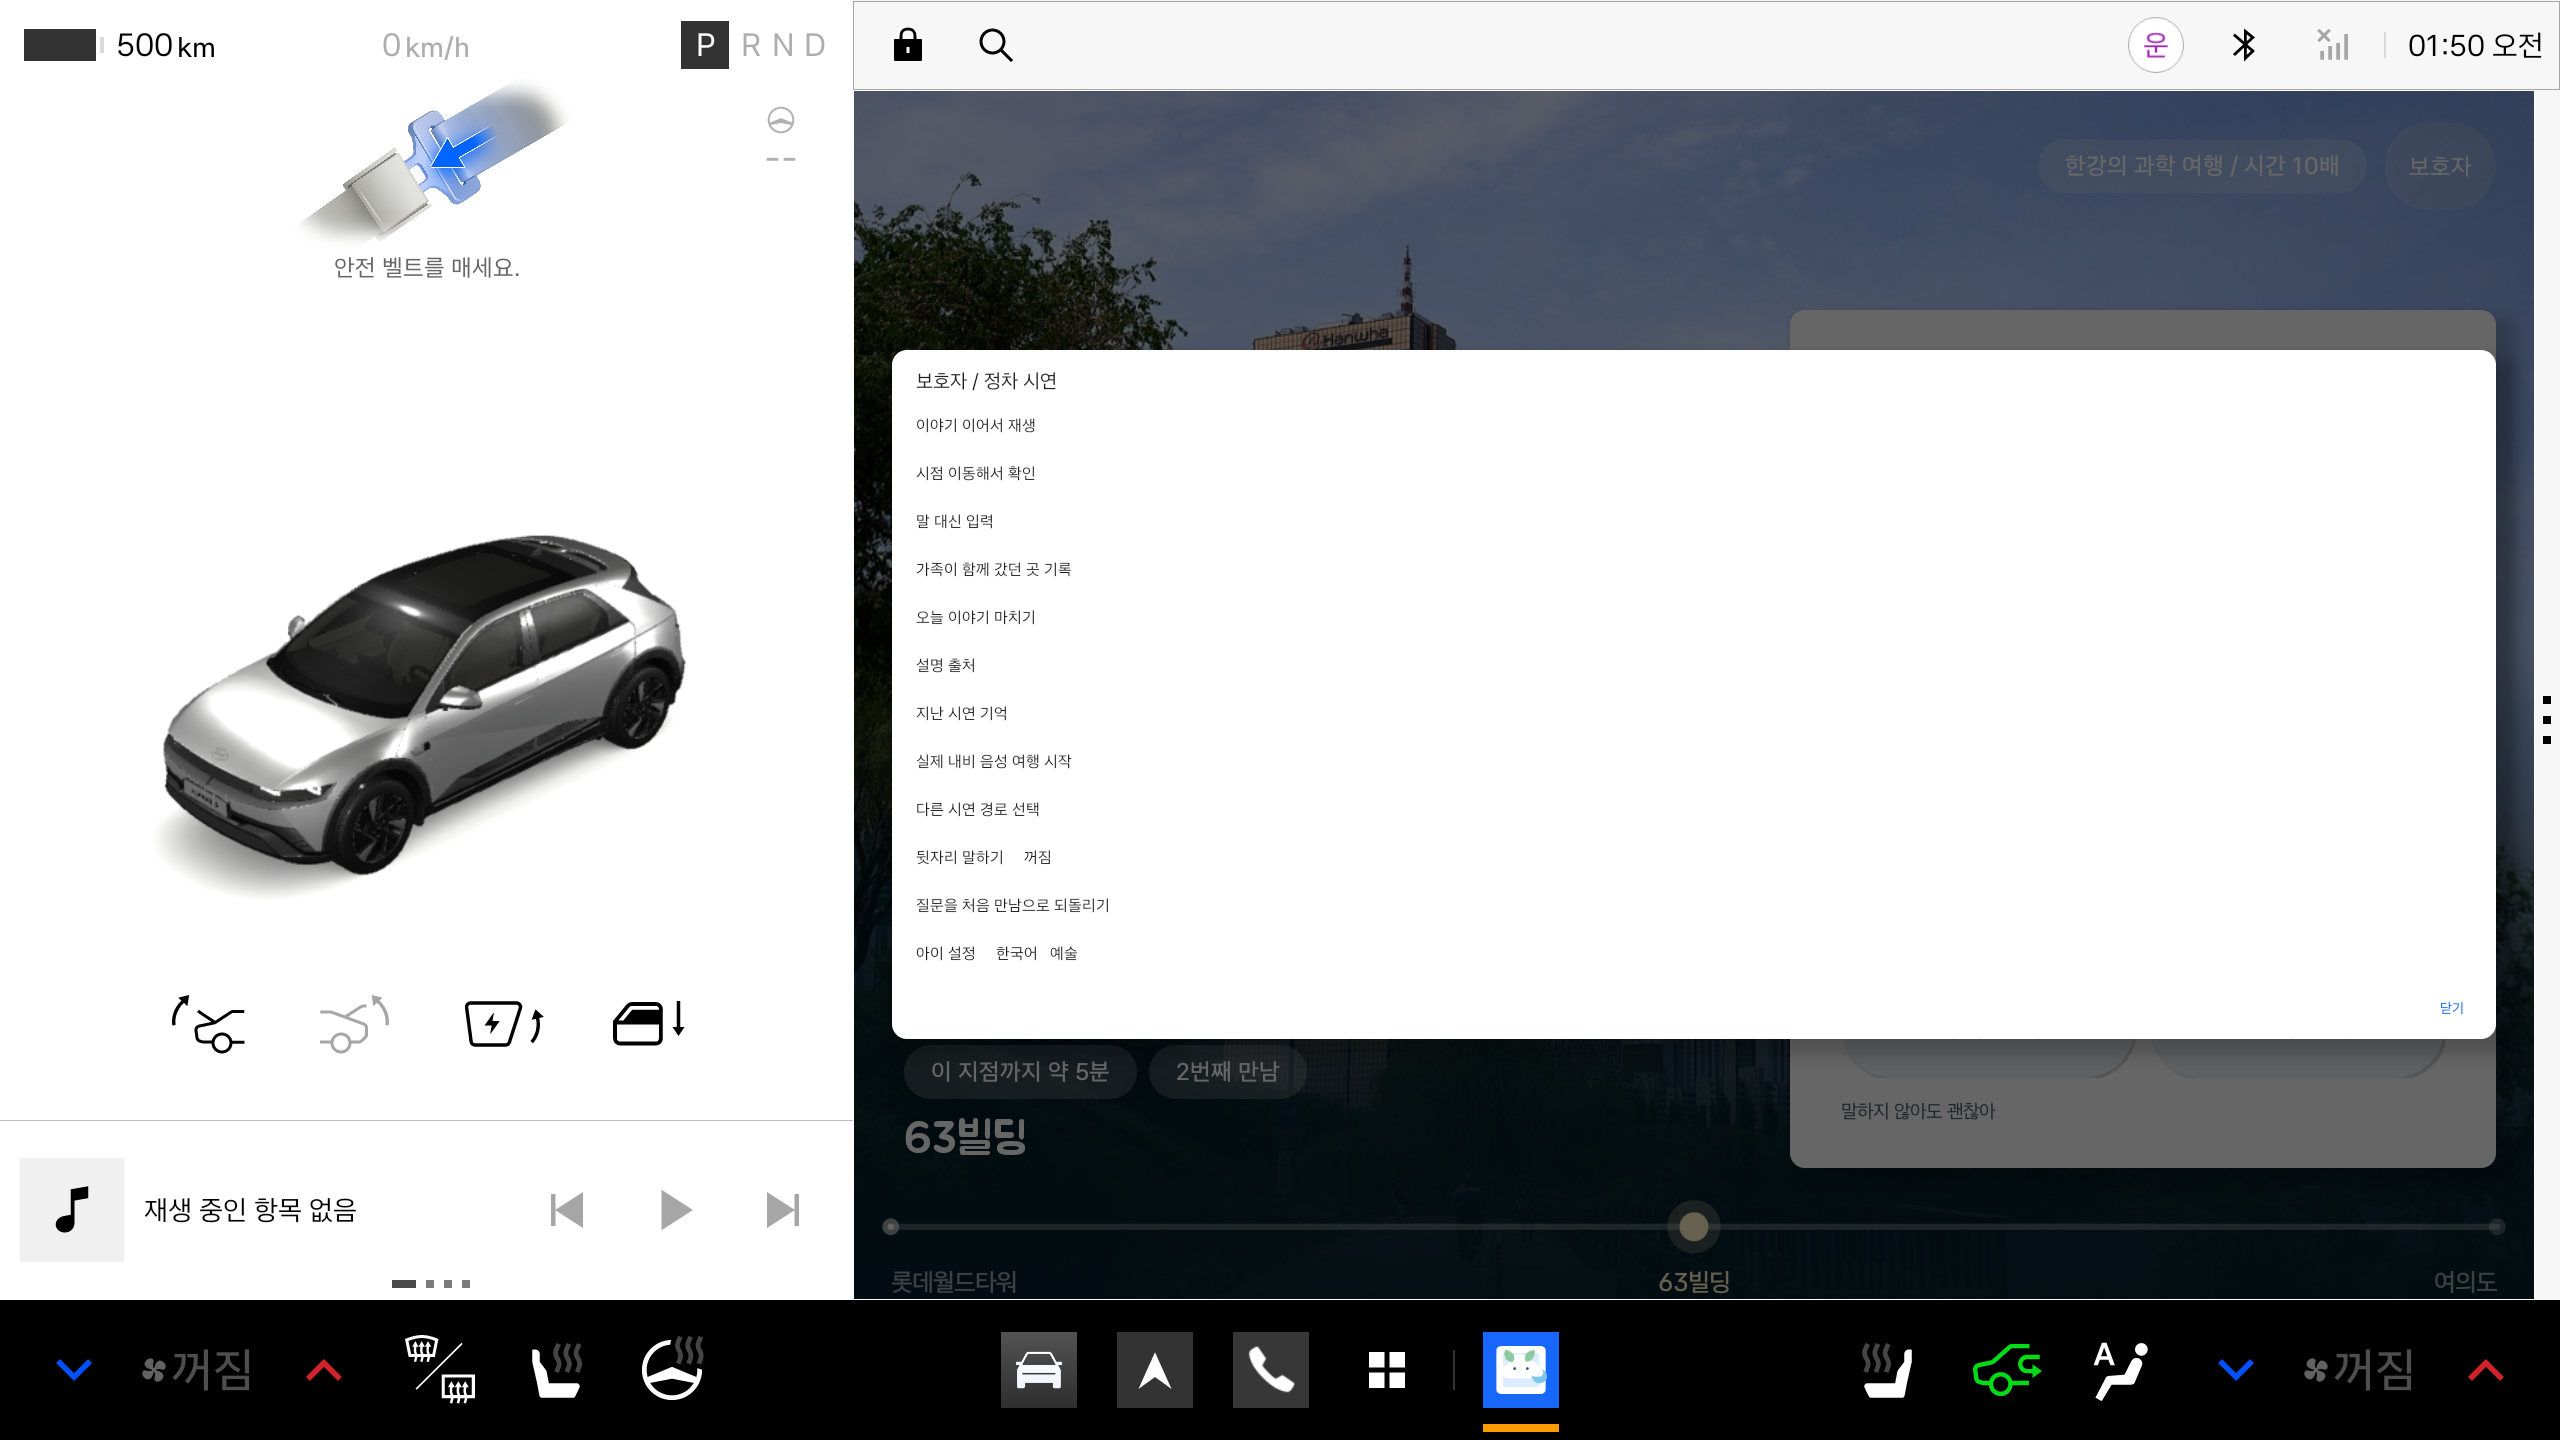 500 km
0 km/h
P R N D
운
01:50 오전
안전 벨트를 매세요.
한강의 과학 여행 / 시간 10배
보호자
Hanwha
보호자 / 정차 시연
이야기 이어서 재생
시점 이동해서 확인
말 대신 입력
가족이 함께 갔던 곳 기록
오늘 이야기 마치기
설명 출처
지난 시연 기억
실제 내비 음성 여행 시작
다른 시연 경로 선택
뒷자리 말하기 꺼짐
질문을 처음 만남으로 되돌리기
아이 설정 한국어 예술
닫기
이 지점까지 약 5분
2번째 만남
63빌딩
말하지 않아도 괜찮아
재생 중인 항목 없음
롯데월드타워
63빌딩
여의도
꺼짐
A
꺼짐